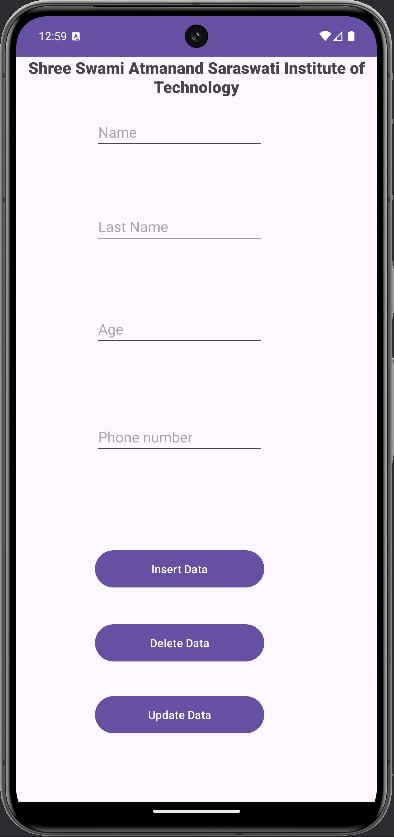 12:59
Shree Swami Atmanand Saraswati Institute of
Technology
Name
Last Name
Age
Phone number
Insert Data
Delete Data
Update Data